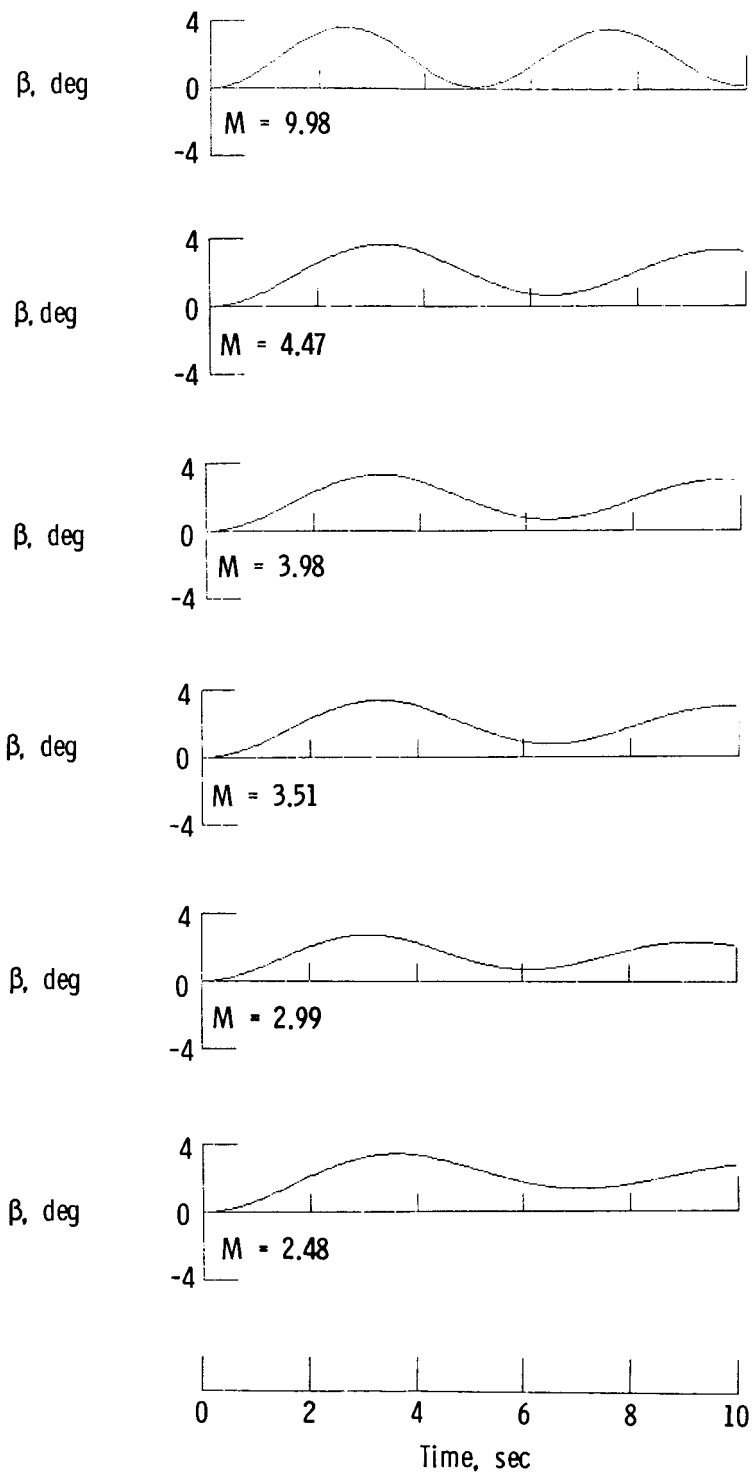 4
β, deg
0
M = 9.98
-4
4
β, deg
0
M = 4.47
-4
4
β, deg
0
M = 3.98
-4
4
β, deg
0
M = 3.51
-4
4
β, deg
0
M = 2.99
-4
4
β, deg
0
M = 2.48
-4
0 2 4 6 8 10
Time, sec